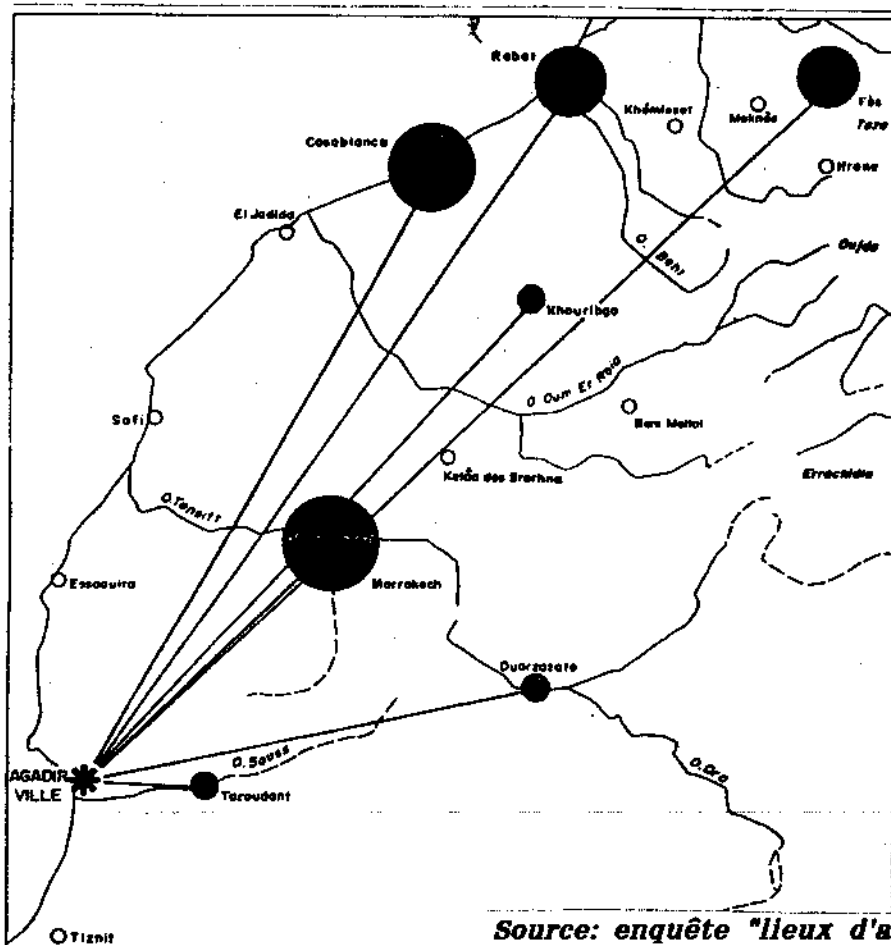 Rabat
Fès
Taza
Khémisset
Meknès
Ifrane
Casablanca
El Jadida
O. Beht
Oujda
Khouribga
O Oum Er Rbia
Beni Mellal
Safi
Kelâa des Srarhna
Errachidia
O.Tensift
Essaouira
Marrakech
Ouarzazate
O. Souss
AGADIR
VILLE
Taroudant
O.Dra
Tiznit
Source: enquête "lieux d'a